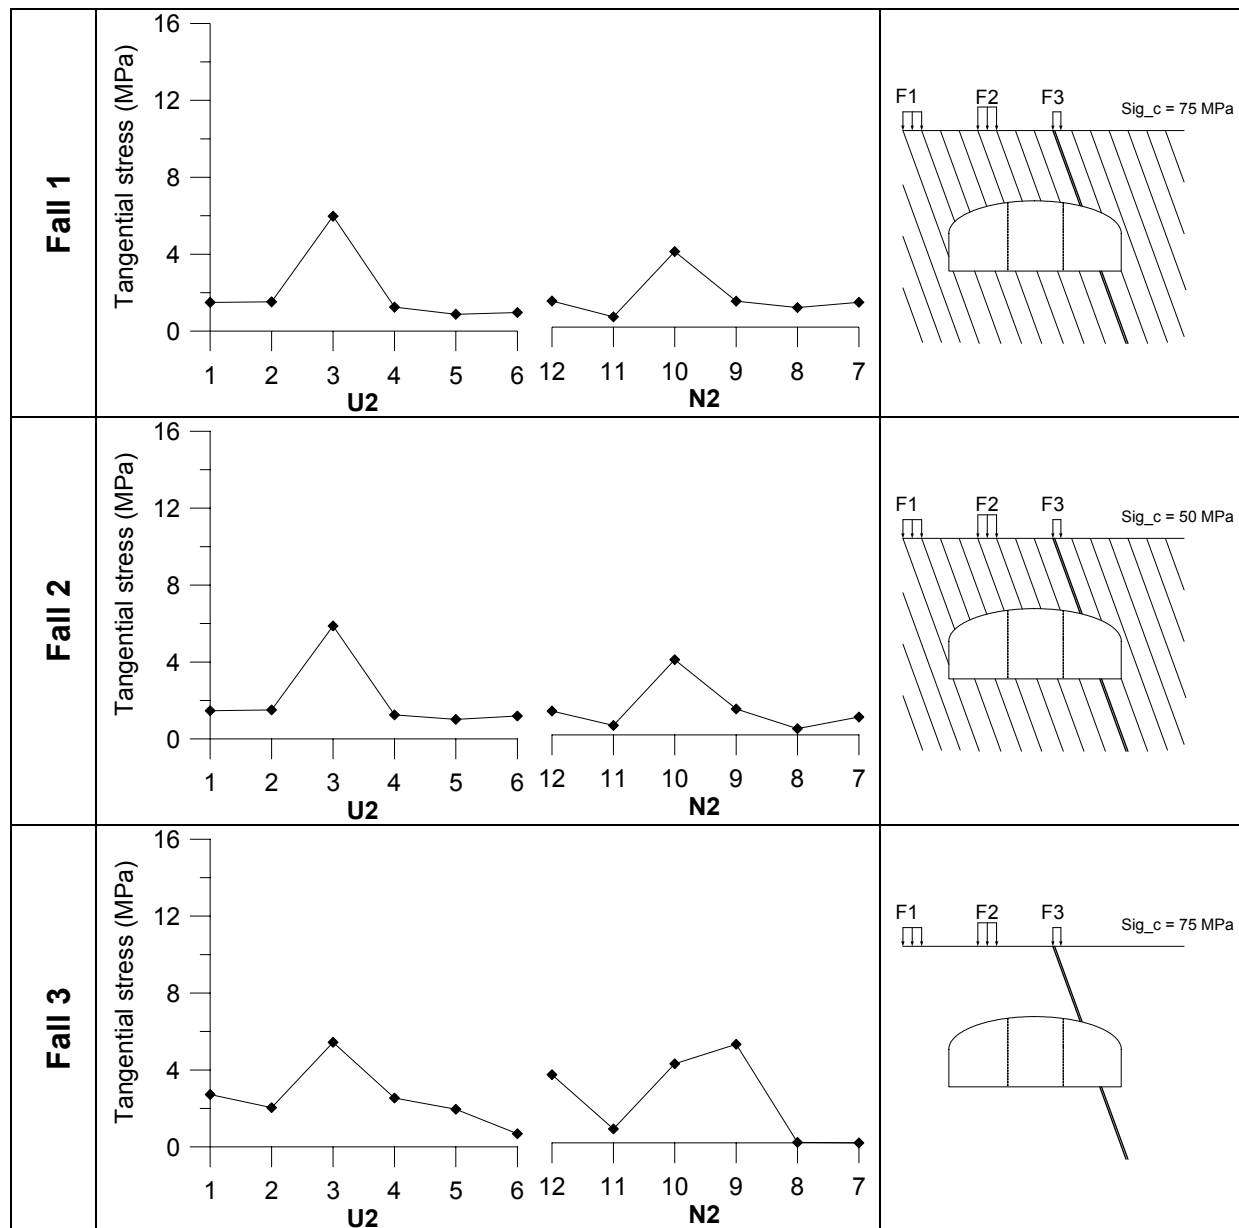 Fall 1
Tangential stress (MPa)
16
12
8
4
0
1 2 3 4 5 6
U2
12 11 10 9 8 7
N2
F1 F2 F3
Sig_c = 75 MPa
Fall 2
Tangential stress (MPa)
16
12
8
4
0
1 2 3 4 5 6
U2
12 11 10 9 8 7
N2
F1 F2 F3
Sig_c = 50 MPa
Fall 3
Tangential stress (MPa)
16
12
8
4
0
1 2 3 4 5 6
U2
12 11 10 9 8 7
N2
F1 F2 F3
Sig_c = 75 MPa